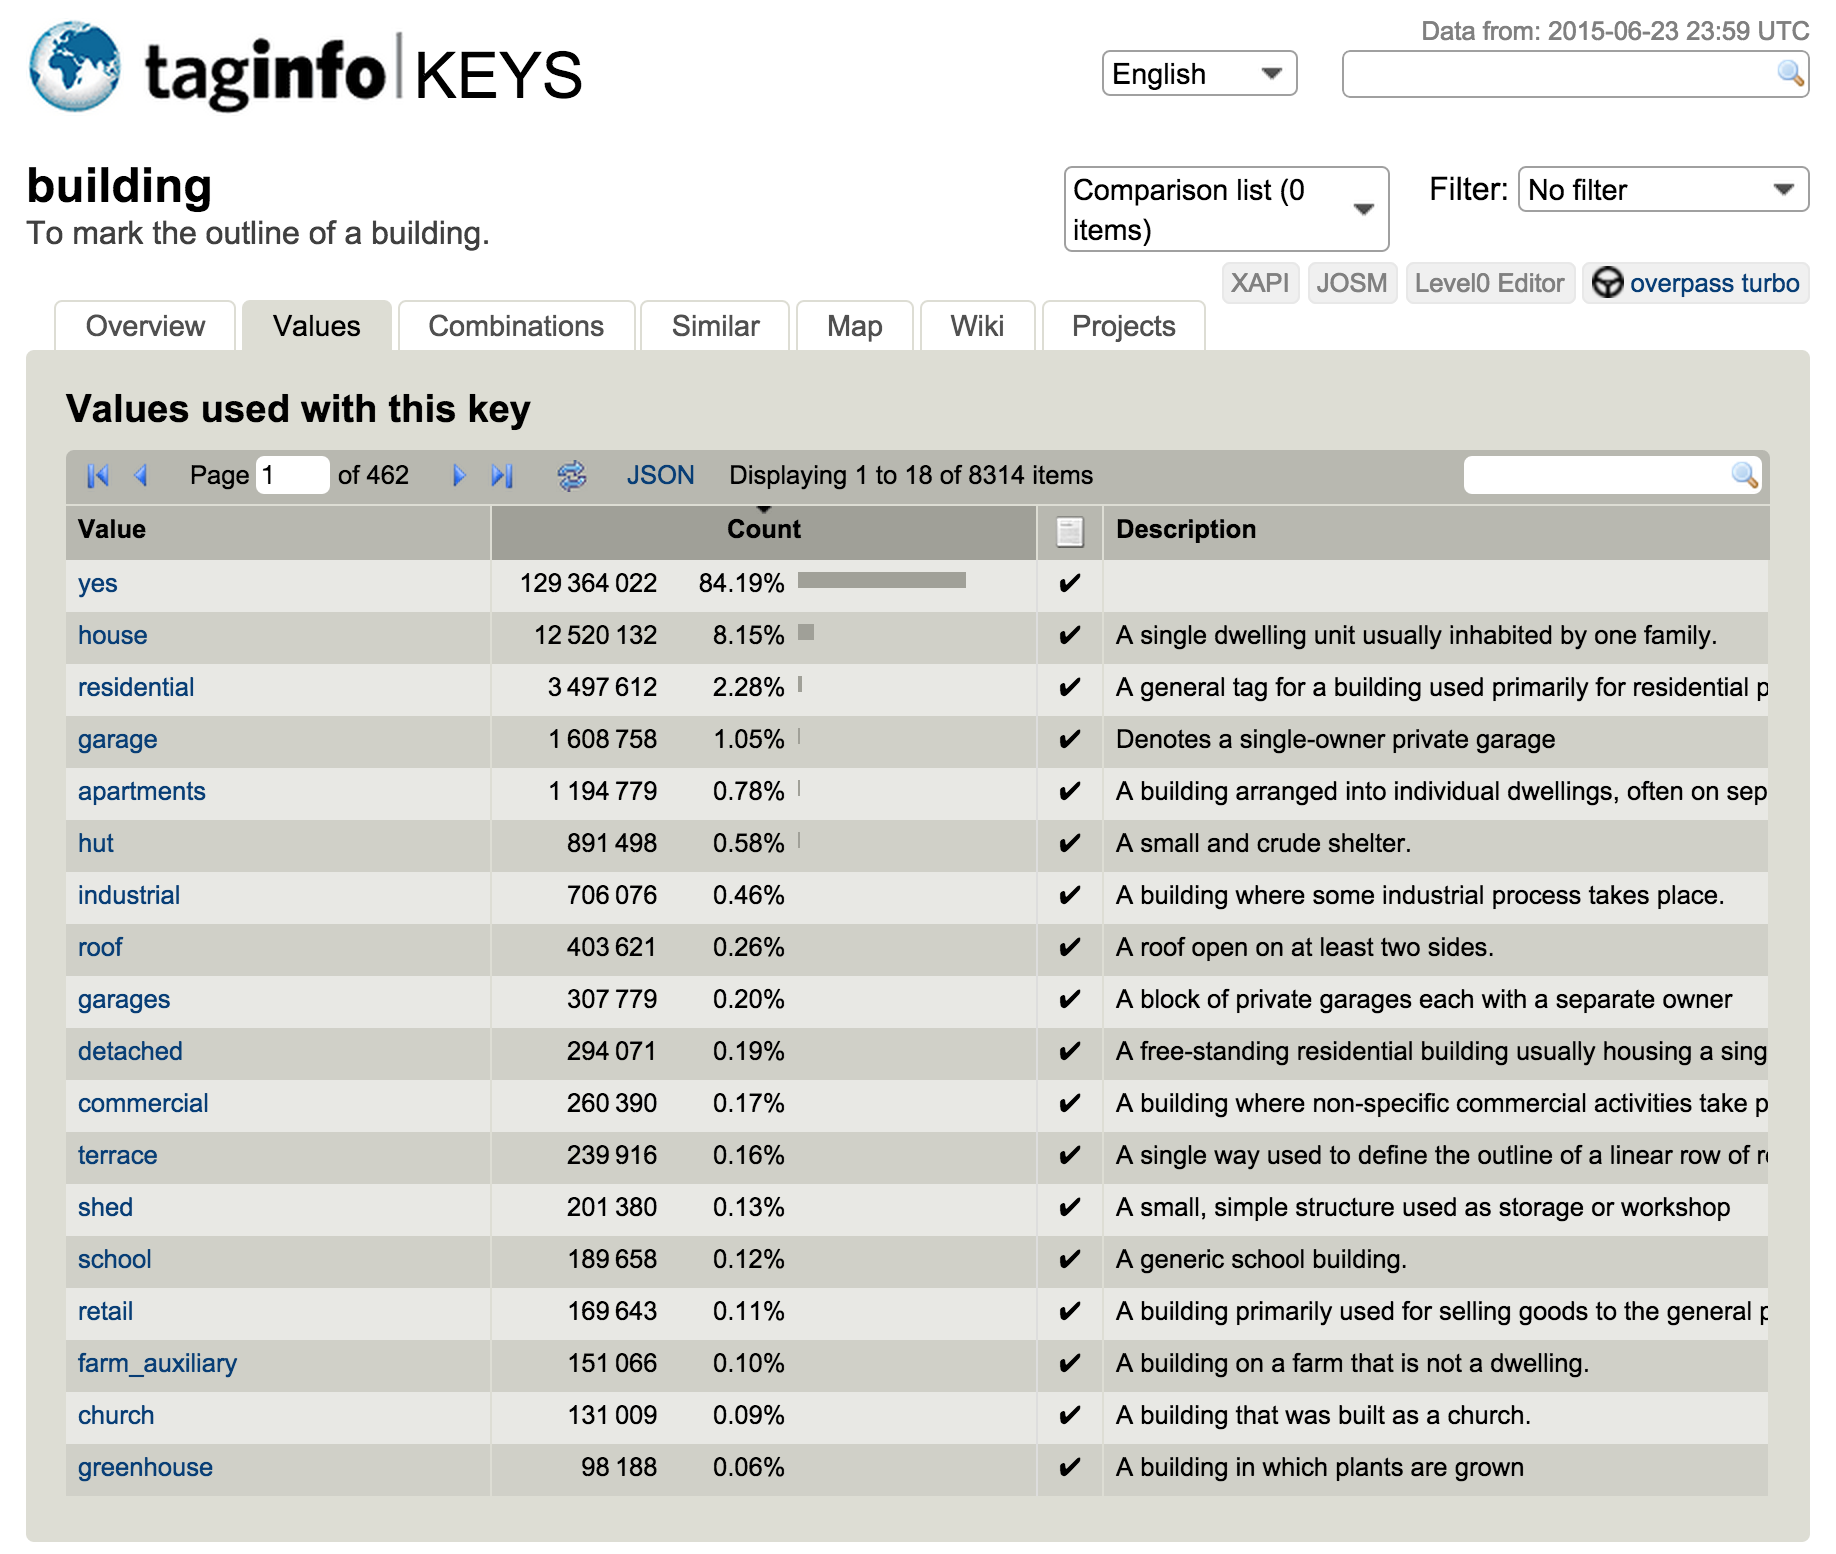 Data from: 2015-06-23 23:59 UTC
taginfo KEYS
English
building
To mark the outline of a building.
Comparison list (0 items)
Filter: No filter
XAPI JOSM Level0 Editor overpass turbo
Overview Values Combinations Similar Map Wiki Projects
Values used with this key
Page 1 of 462 JSON Displaying 1 to 18 of 8314 items
Value Count Description
yes 129 364 022 84.19% ✔
house 12 520 132 8.15% ✔ A single dwelling unit usually inhabited by one family.
residential 3 497 612 2.28% ✔ A general tag for a building used primarily for residential p
garage 1 608 758 1.05% ✔ Denotes a single-owner private garage
apartments 1 194 779 0.78% ✔ A building arranged into individual dwellings, often on sep
hut 891 498 0.58% ✔ A small and crude shelter.
industrial 706 076 0.46% ✔ A building where some industrial process takes place.
roof 403 621 0.26% ✔ A roof open on at least two sides.
garages 307 779 0.20% ✔ A block of private garages each with a separate owner
detached 294 071 0.19% ✔ A free-standing residential building usually housing a sing
commercial 260 390 0.17% ✔ A building where non-specific commercial activities take p
terrace 239 916 0.16% ✔ A single way used to define the outline of a linear row of r
shed 201 380 0.13% ✔ A small, simple structure used as storage or workshop
school 189 658 0.12% ✔ A generic school building.
retail 169 643 0.11% ✔ A building primarily used for selling goods to the general p
farm_auxiliary 151 066 0.10% ✔ A building on a farm that is not a dwelling.
church 131 009 0.09% ✔ A building that was built as a church.
greenhouse 98 188 0.06% ✔ A building in which plants are grown